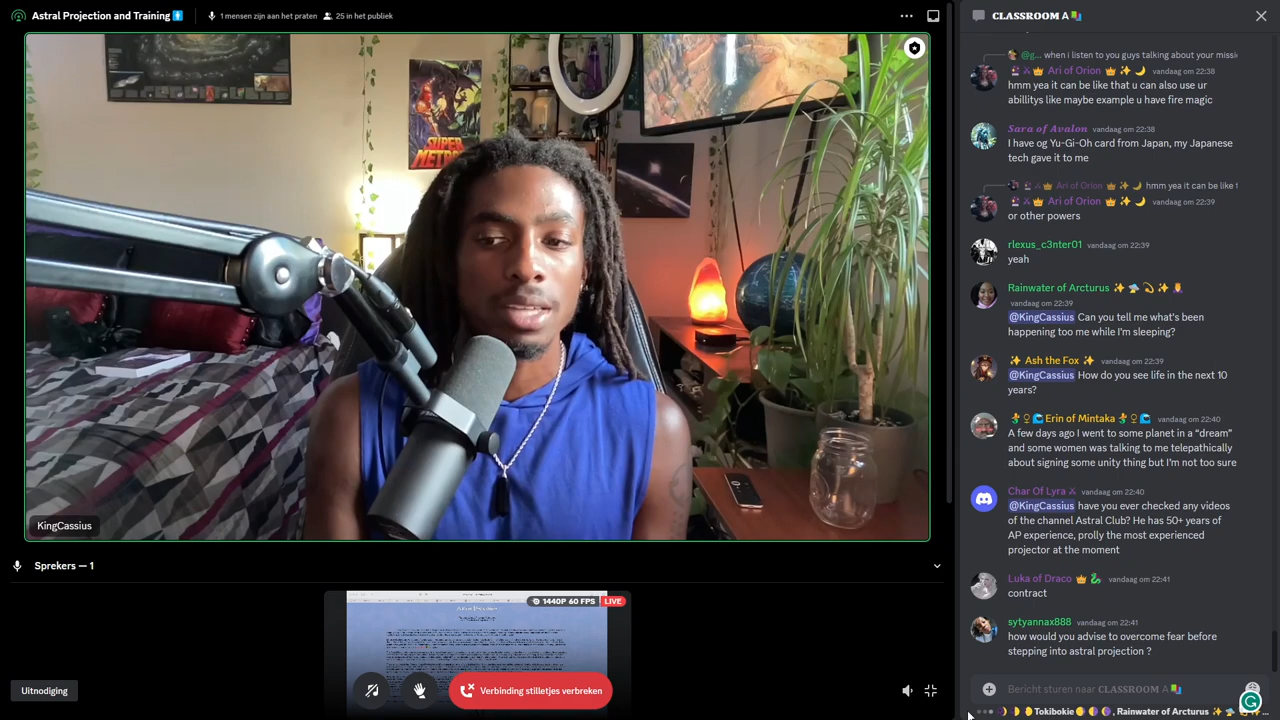 Astral Projection and Training
1 mensen zijn aan het praten
25 in het publiek
SUPER
METRO
KingCassius
Sprekers — 1
1440P 60 FPS
LIVE
Uitnodiging
Verbinding stilletjes verbreken
CLASSROOM A
@g... when i listen to you guys talking about your missi
Ari of Orion vandaag om 22:38
hmm yea it can be like that u can also use ur
abillitys like maybe example u have fire magic
Sara of Avalon vandaag om 22:38
I have og Yu-Gi-Oh card from Japan, my Japanese
tech gave it to me
Ari of Orion hmm yea it can be like t
Ari of Orion vandaag om 22:39
or other powers
rlexus_c3nter01 vandaag om 22:39
yeah
Rainwater of Arcturus
vandaag om 22:39
@KingCassius Can you tell me what's been
happening too me while I'm sleeping?
Ash the Fox vandaag om 22:39
@KingCassius How do you see life in the next 10
years?
Erin of Mintaka vandaag om 22:40
A few days ago I went to some planet in a “dream”
and some women was talking to me telepathically
about signing some unity thing but I'm not too sure
Char Of Lyra vandaag om 22:40
@KingCassius have you ever checked any videos
of the channel Astral Club? He has 50+ years of
AP experience, prolly the most experienced
projector at the moment
Luka of Draco vandaag om 22:41
conor is LI
sytyannax888 vandaag om 22:41
how would you advise to overcome fear before
stepping into astral projection ?
Bericht sturen naar CLASSROOM A
Tokibokie , Rainwater of Arcturus